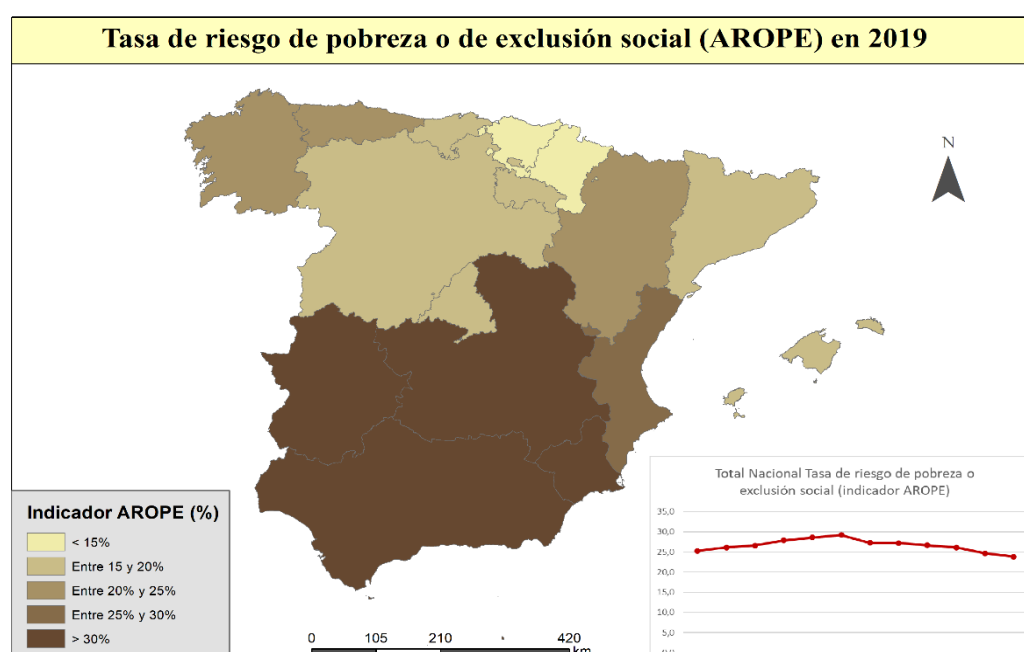 Tasa de riesgo de pobreza o de exclusión social (AROPE) en 2019
N
Indicador AROPE (%)
< 15%
Entre 15 y 20%
Entre 20% y 25%
Entre 25% y 30%
> 30%
0 105 210 420
km
Total Nacional Tasa de riesgo de pobreza o
exclusión social (indicador AROPE)
35,0
30,0
25,0
20,0
15,0
10,0
5,0
0,0